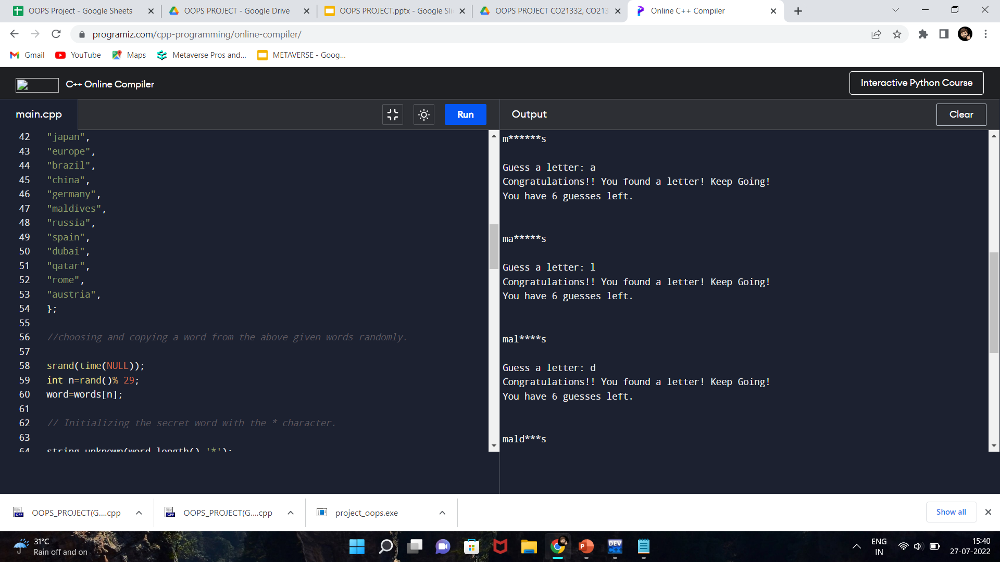 OOPS Project - Google Sheets
OOPS PROJECT - Google Drive
OOPS PROJECT.pptx - Google Sli
OOPS PROJECT CO21332, CO213
Online C++ Compiler
programiz.com/cpp-programming/online-compiler/
Gmail
YouTube
Maps
Metaverse Pros and...
METAVERSE - Goog...
C++ Online Compiler
Interactive Python Course
main.cpp
Run
Output
Clear
42 "japan",
43 "europe",
44 "brazil",
45 "china",
46 "germany",
47 "maldives",
48 "russia",
49 "spain",
50 "dubai",
51 "qatar",
52 "rome",
53 "austria",
54 };
55
56 //choosing and copying a word from the above given words randomly.
57
58 srand(time(NULL));
59 int n=rand()% 29;
60 word=words[n];
61
62 // Initializing the secret word with the * character.
63
64 string unknown(word.length(),'*');
m******s
Guess a letter: a
Congratulations!! You found a letter! Keep Going!
You have 6 guesses left.
ma*****s
Guess a letter: l
Congratulations!! You found a letter! Keep Going!
You have 6 guesses left.
mal****s
Guess a letter: d
Congratulations!! You found a letter! Keep Going!
You have 6 guesses left.
mald***s
CPP
OOPS_PROJECT(G....cpp
CPP
OOPS_PROJECT(G....cpp
project_oops.exe
Show all
31°C
Rain off and on
P
DEV
C++
ENG
IN
15:40
27-07-2022